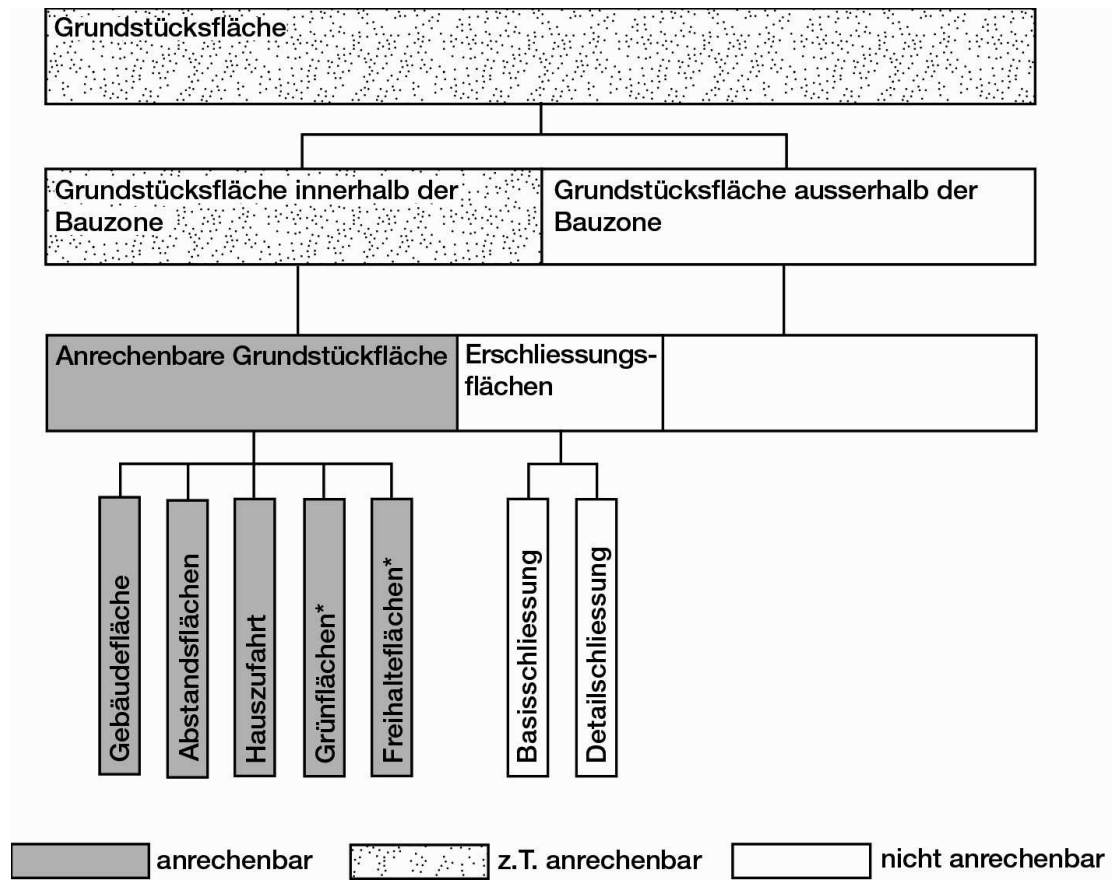 Grundstücksfläche
Grundstücksfläche innerhalb der
Bauzone
Grundstücksfläche ausserhalb der
Bauzone
Anrechenbare Grundstückfläche
Erschliessungs-
flächen
Gebäudefläche
Abstandsflächen
Hauszufahrt
Grünflächen*
Freihalteflächen*
Basisschliessung
Detailschliessung
anrechenbar
z.T. anrechenbar
nicht anrechenbar